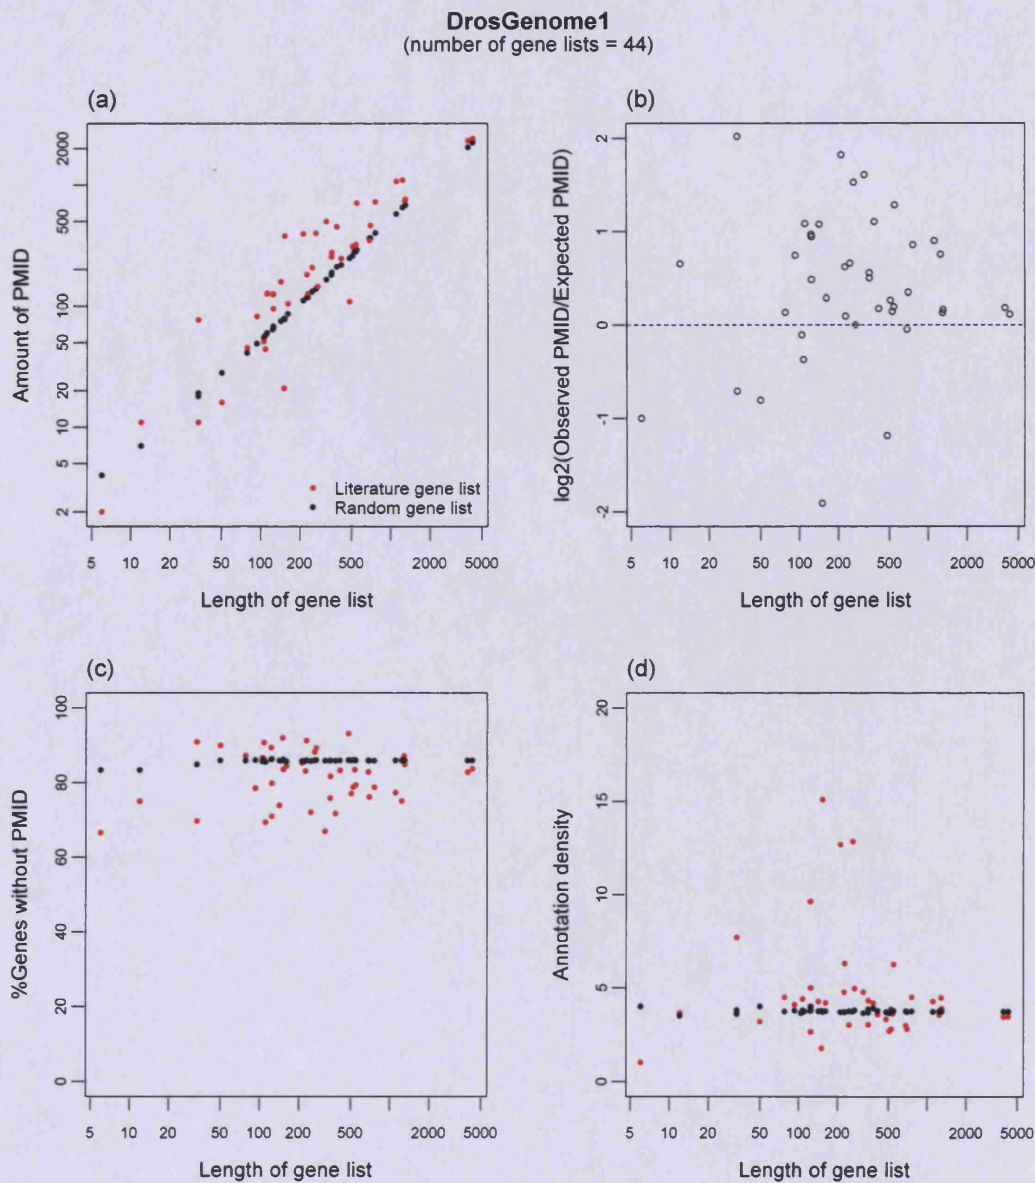 DrosGenome1
(number of gene lists = 44)
(a)
Amount of PMID
2000
500
100
50
20
10
5
2
Literature gene list
Random gene list
5 10 20 50 100 200 500 2000 5000
Length of gene list
(b)
log2(Observed PMID/Expected PMID)
2
1
0
-1
-2
5 10 20 50 100 200 500 2000 5000
Length of gene list
(c)
%Genes without PMID
100
80
60
40
20
0
5 10 20 50 100 200 500 2000 5000
Length of gene list
(d)
Annotation density
20
15
10
5
0
5 10 20 50 100 200 500 2000 5000
Length of gene list